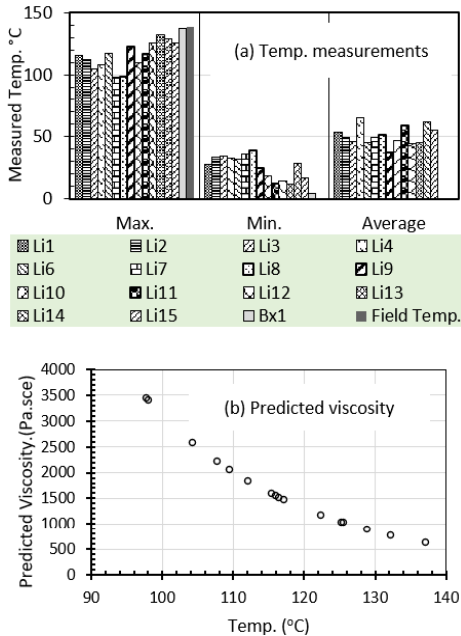 150
(a) Temp. measurements
100
Measured Temp. °C
50
0
Max. Min. Average
Li1 Li2 Li3 Li4
Li6 Li7 Li8 Li9
Li10 Li11 Li12 Li13
Li14 Li15 Bx1 Field Temp.
4000
3500
(b) Predicted viscosity
3000
2500
2000
1500
1000
500
0
Predicted Viscosity.(Pa.sce)
90 100 110 120 130 140
Temp. (°C)